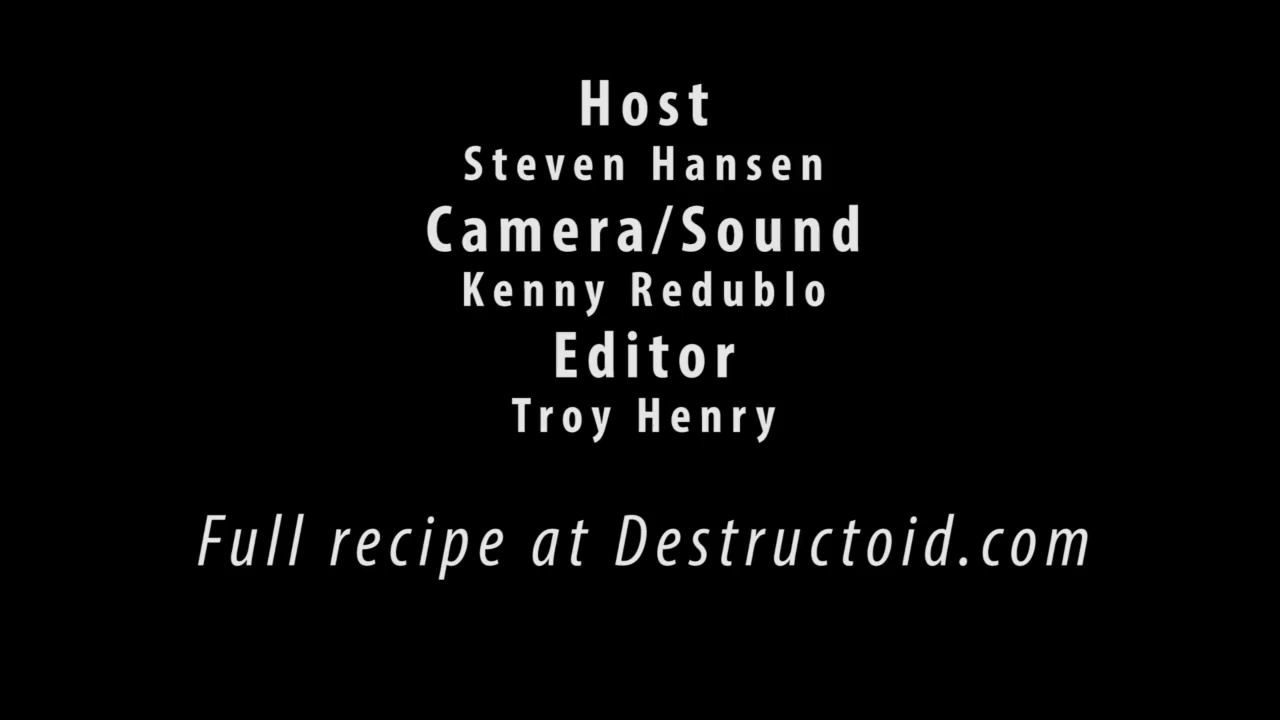 Host
Steven Hansen
Camera/Sound
Kenny Redublo
Editor
Troy Henry
Full recipe at Destructoid.com